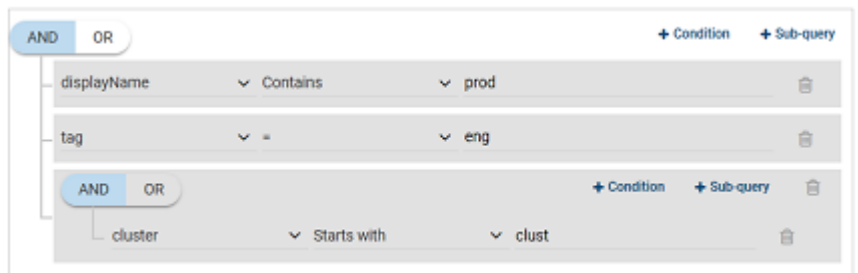 AND OR + Condition + Sub-query
displayName Contains prod
tag = eng
AND OR + Condition + Sub-query
cluster Starts with clust